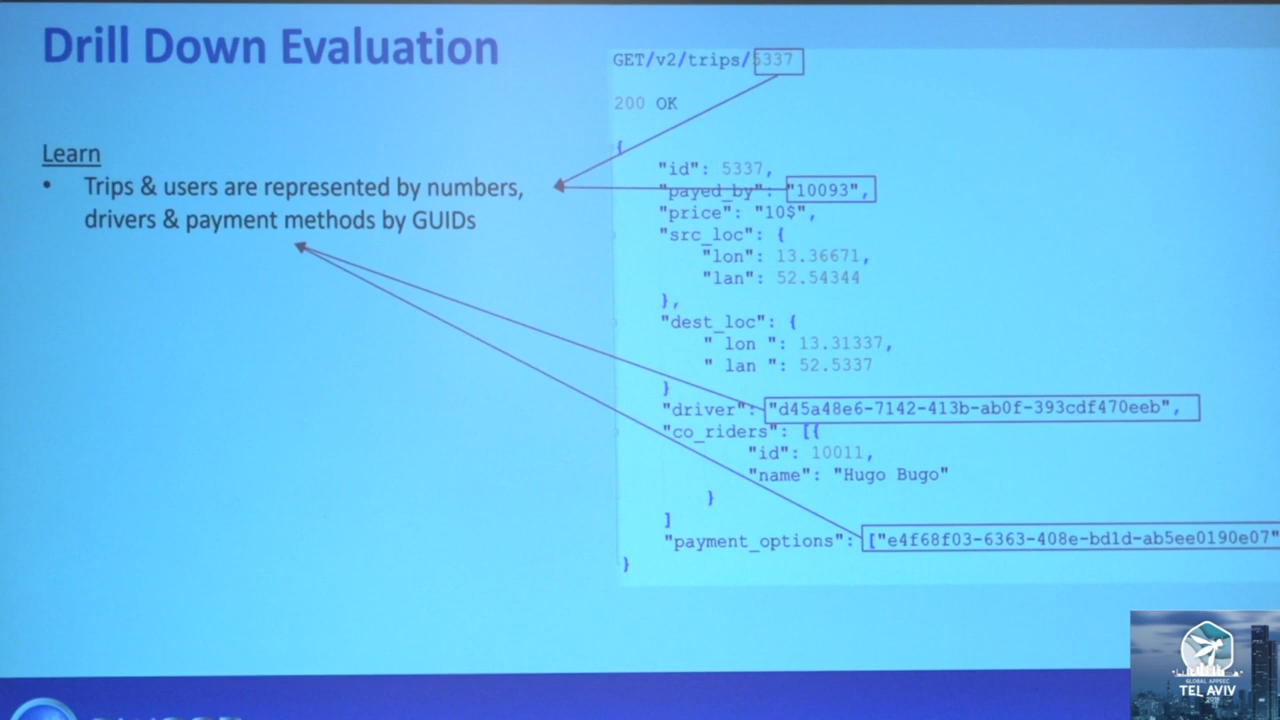 Drill Down Evaluation
Learn
• Trips & users are represented by numbers,
drivers & payment methods by GUIDs
GET/v2/trips/5337
200 OK
{
"id": 5337,
"payed_by": "10093",
"price": "10$",
"src_loc": {
"lon": 13.36671,
"lan": 52.54344
},
"dest_loc": {
" lon ": 13.31337,
" lan ": 52.5337
}
"driver": "d45a48e6-7142-413b-ab0f-393cdf470eeb",
"co_riders": [{
"id": 10011,
"name": "Hugo Bugo"
}
]
"payment_options": ["e4f68f03-6363-408e-bd1d-ab5ee0190e07"
}
GLOBAL APPSEC
TEL AVIV